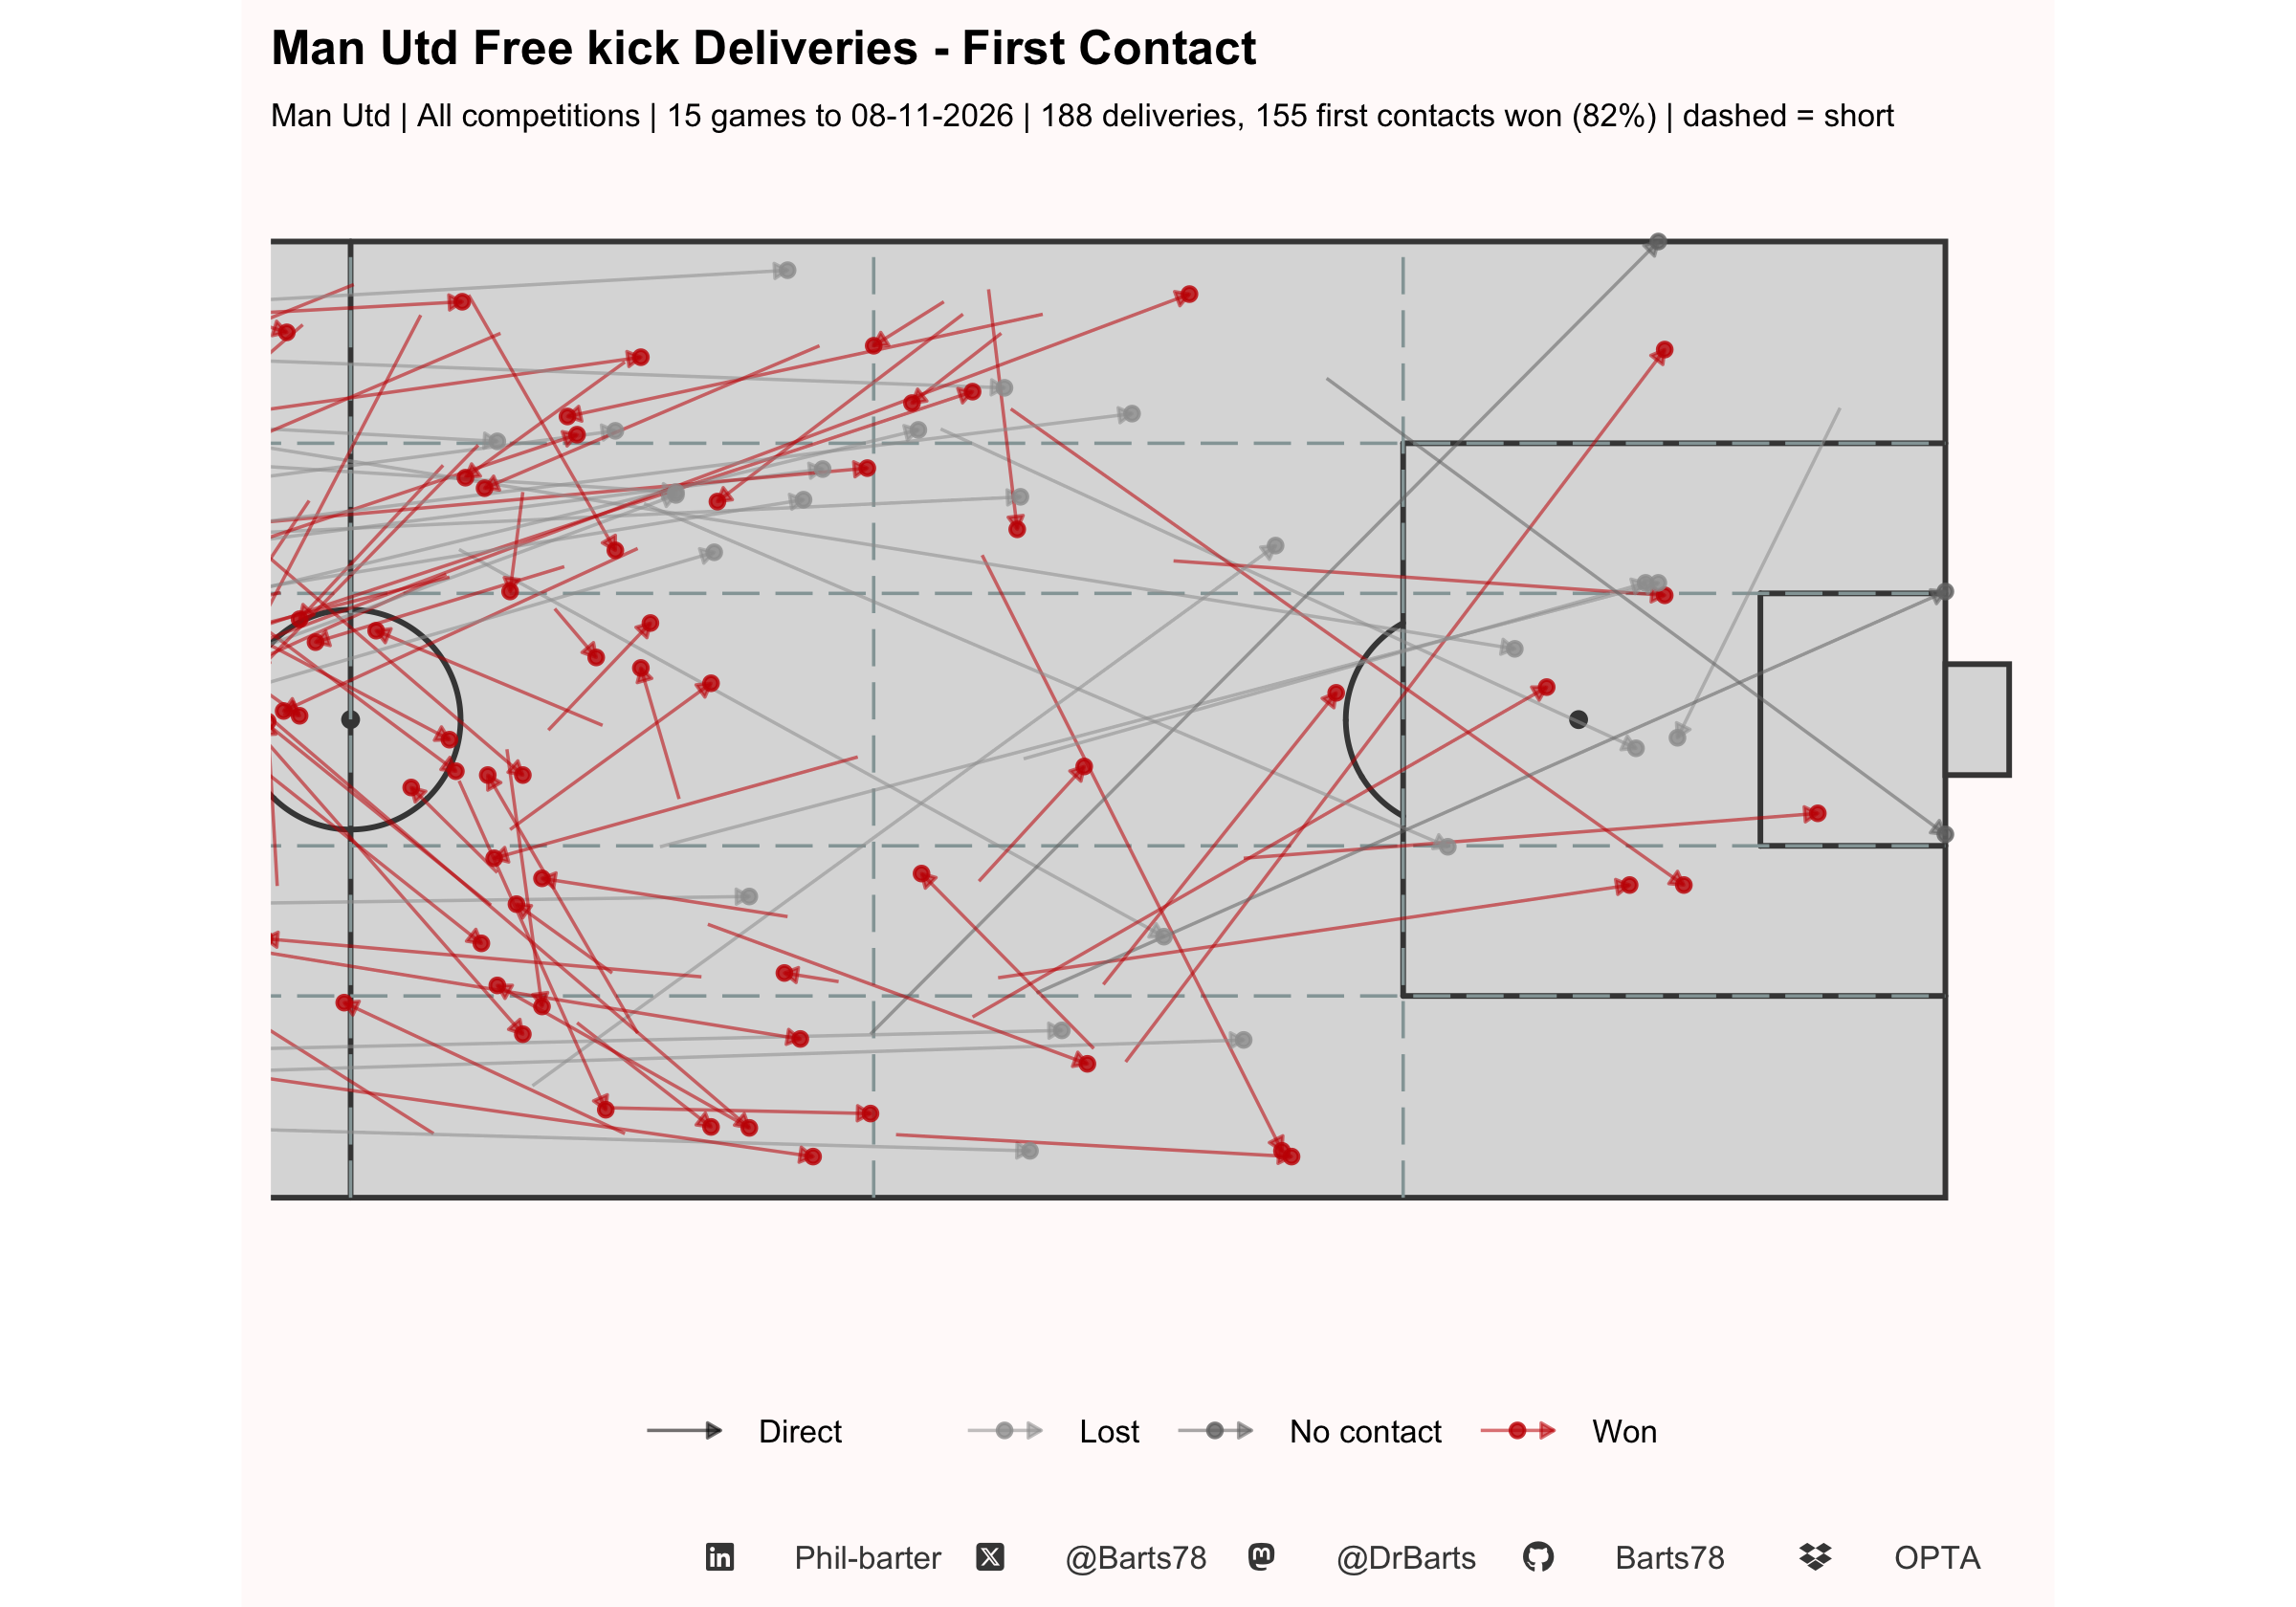 Man Utd Free kick Deliveries - First Contact
Man Utd | All competitions | 15 games to 08-11-2026 | 188 deliveries, 155 first contacts won (82%) | dashed = short
Direct Lost No contact Won
Phil-barter @Barts78 @DrBarts Barts78 OPTA